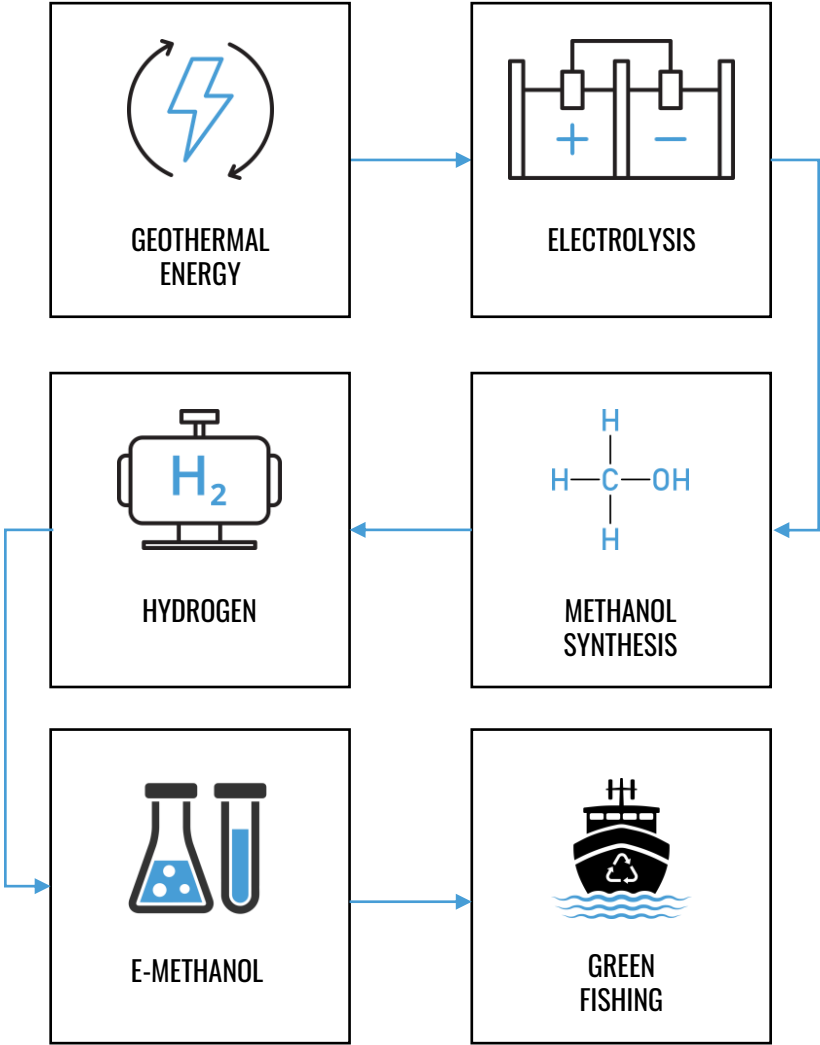 GEOTHERMAL
ENERGY
+ −
ELECTROLYSIS
H₂
HYDROGEN
H
H—C—OH
H
METHANOL
SYNTHESIS
E-METHANOL
GREEN
FISHING